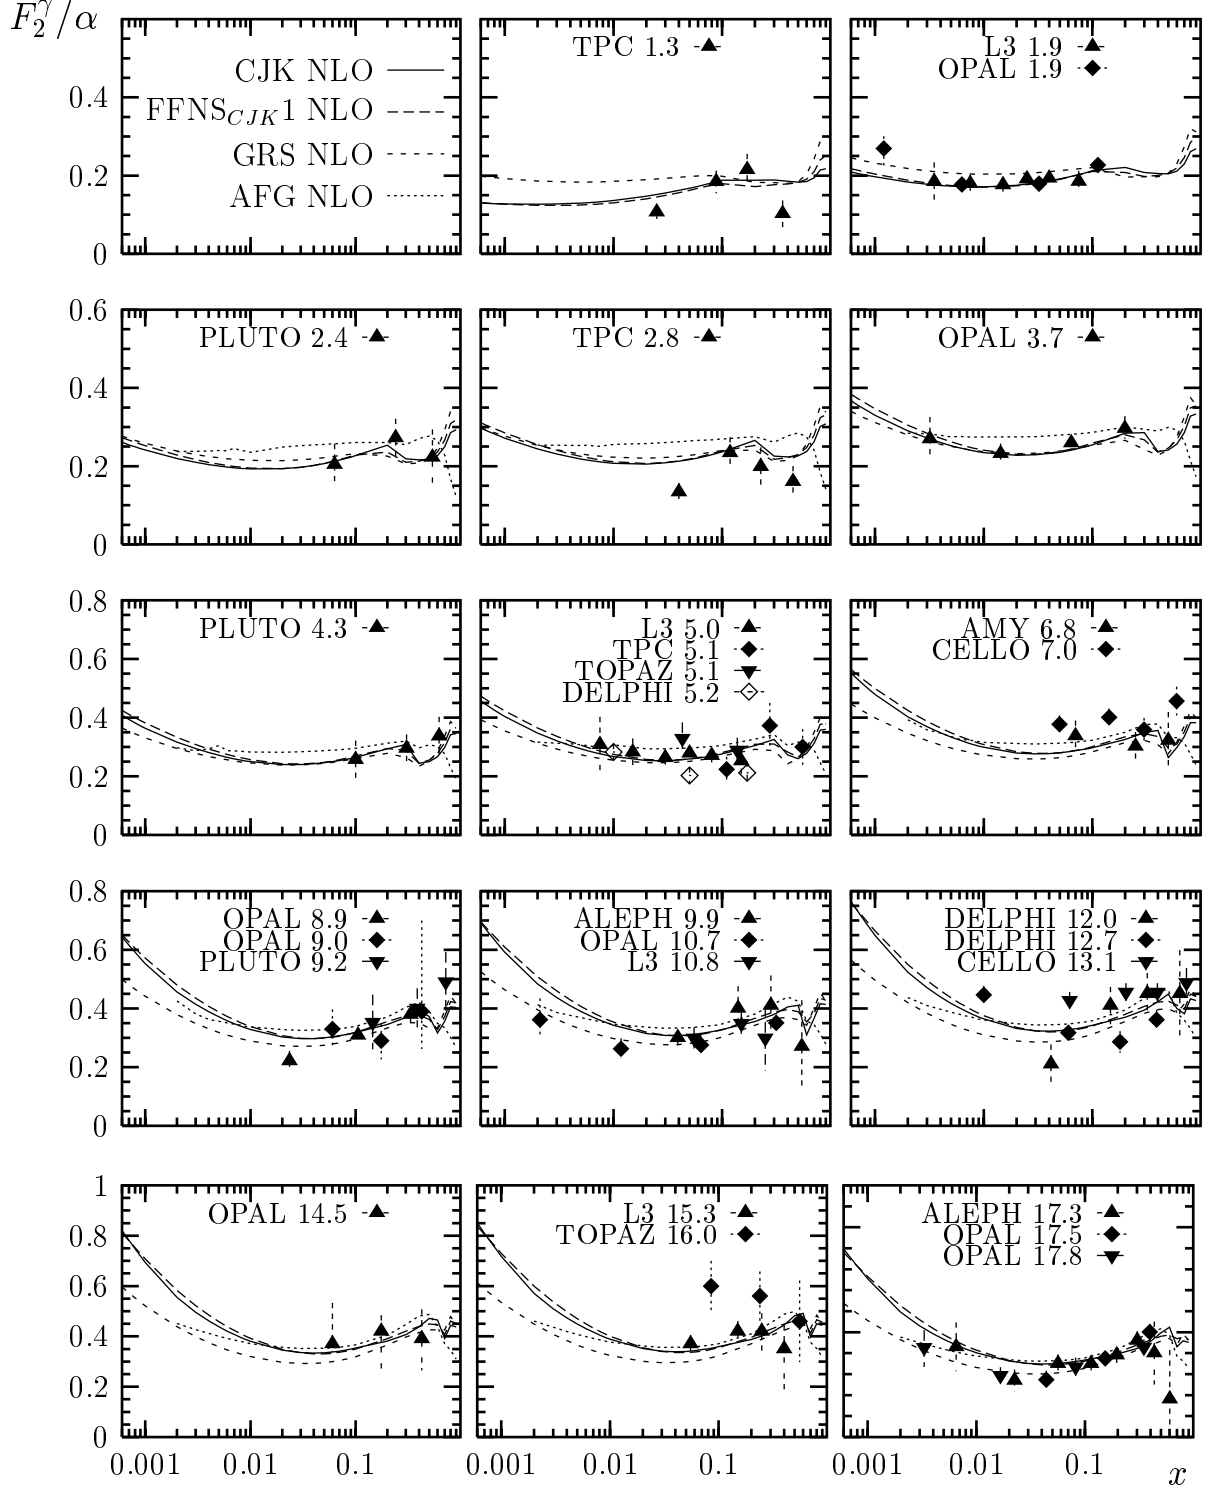 F₂^γ/α
CJK NLO
FFNS_CJK1 NLO
GRS NLO
AFG NLO
TPC 1.3
L3 1.9
OPAL 1.9
0.4
0.2
0
PLUTO 2.4
TPC 2.8
OPAL 3.7
0.6
0.4
0.2
0
PLUTO 4.3
L3 5.0
TPC 5.1
TOPAZ 5.1
DELPHI 5.2
AMY 6.8
CELLO 7.0
0.8
0.6
0.4
0.2
0
OPAL 8.9
OPAL 9.0
PLUTO 9.2
ALEPH 9.9
OPAL 10.7
L3 10.8
DELPHI 12.0
DELPHI 12.7
CELLO 13.1
0.8
0.6
0.4
0.2
0
OPAL 14.5
L3 15.3
TOPAZ 16.0
ALEPH 17.3
OPAL 17.5
OPAL 17.8
1
0.8
0.6
0.4
0.2
0
0.001 0.01 0.1 0.001 0.01 0.1 0.001 0.01 0.1 x